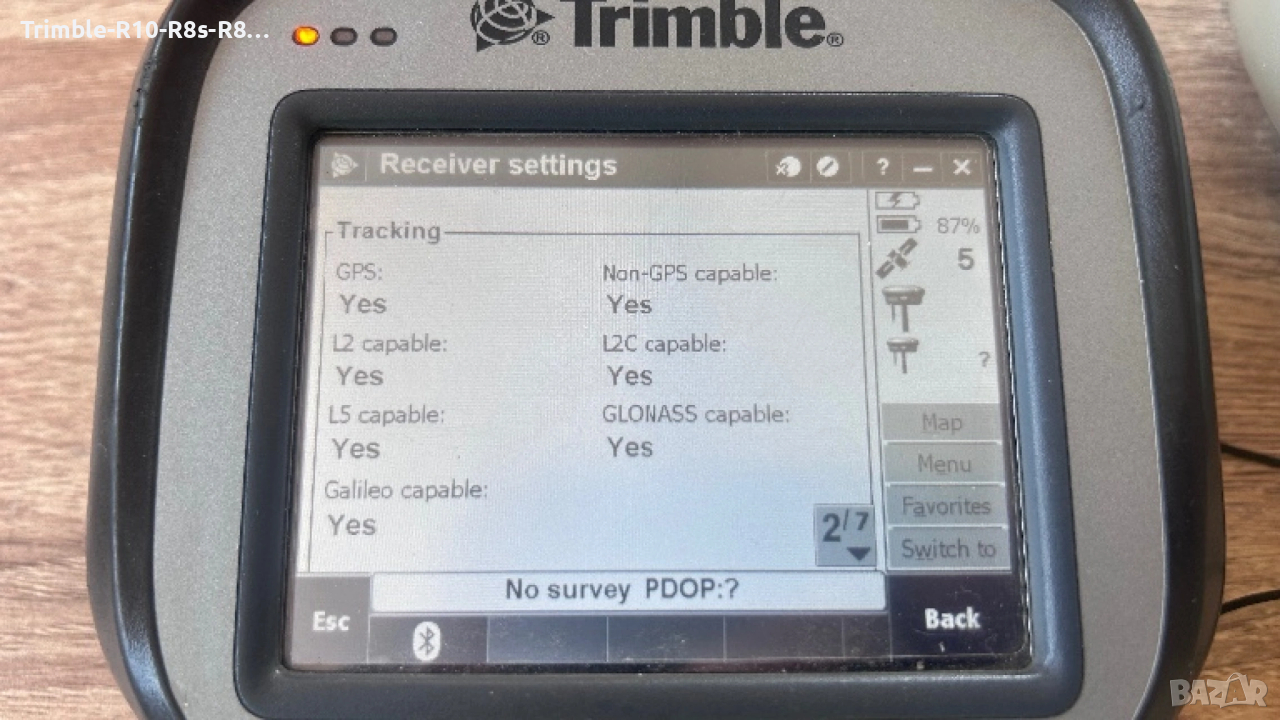 Trimble-R10-R8s-R8...
Trimble®
Receiver settings
?
Tracking
87%
GPS:
Non-GPS capable:
5
Yes
Yes
L2 capable:
L2C capable:
?
Yes
Yes
L5 capable:
GLONASS capable:
Map
Yes
Yes
Menu
Galileo capable:
Favorites
Yes
2/7
Switch to
No survey PDOP:?
Esc
Back
BAZAR